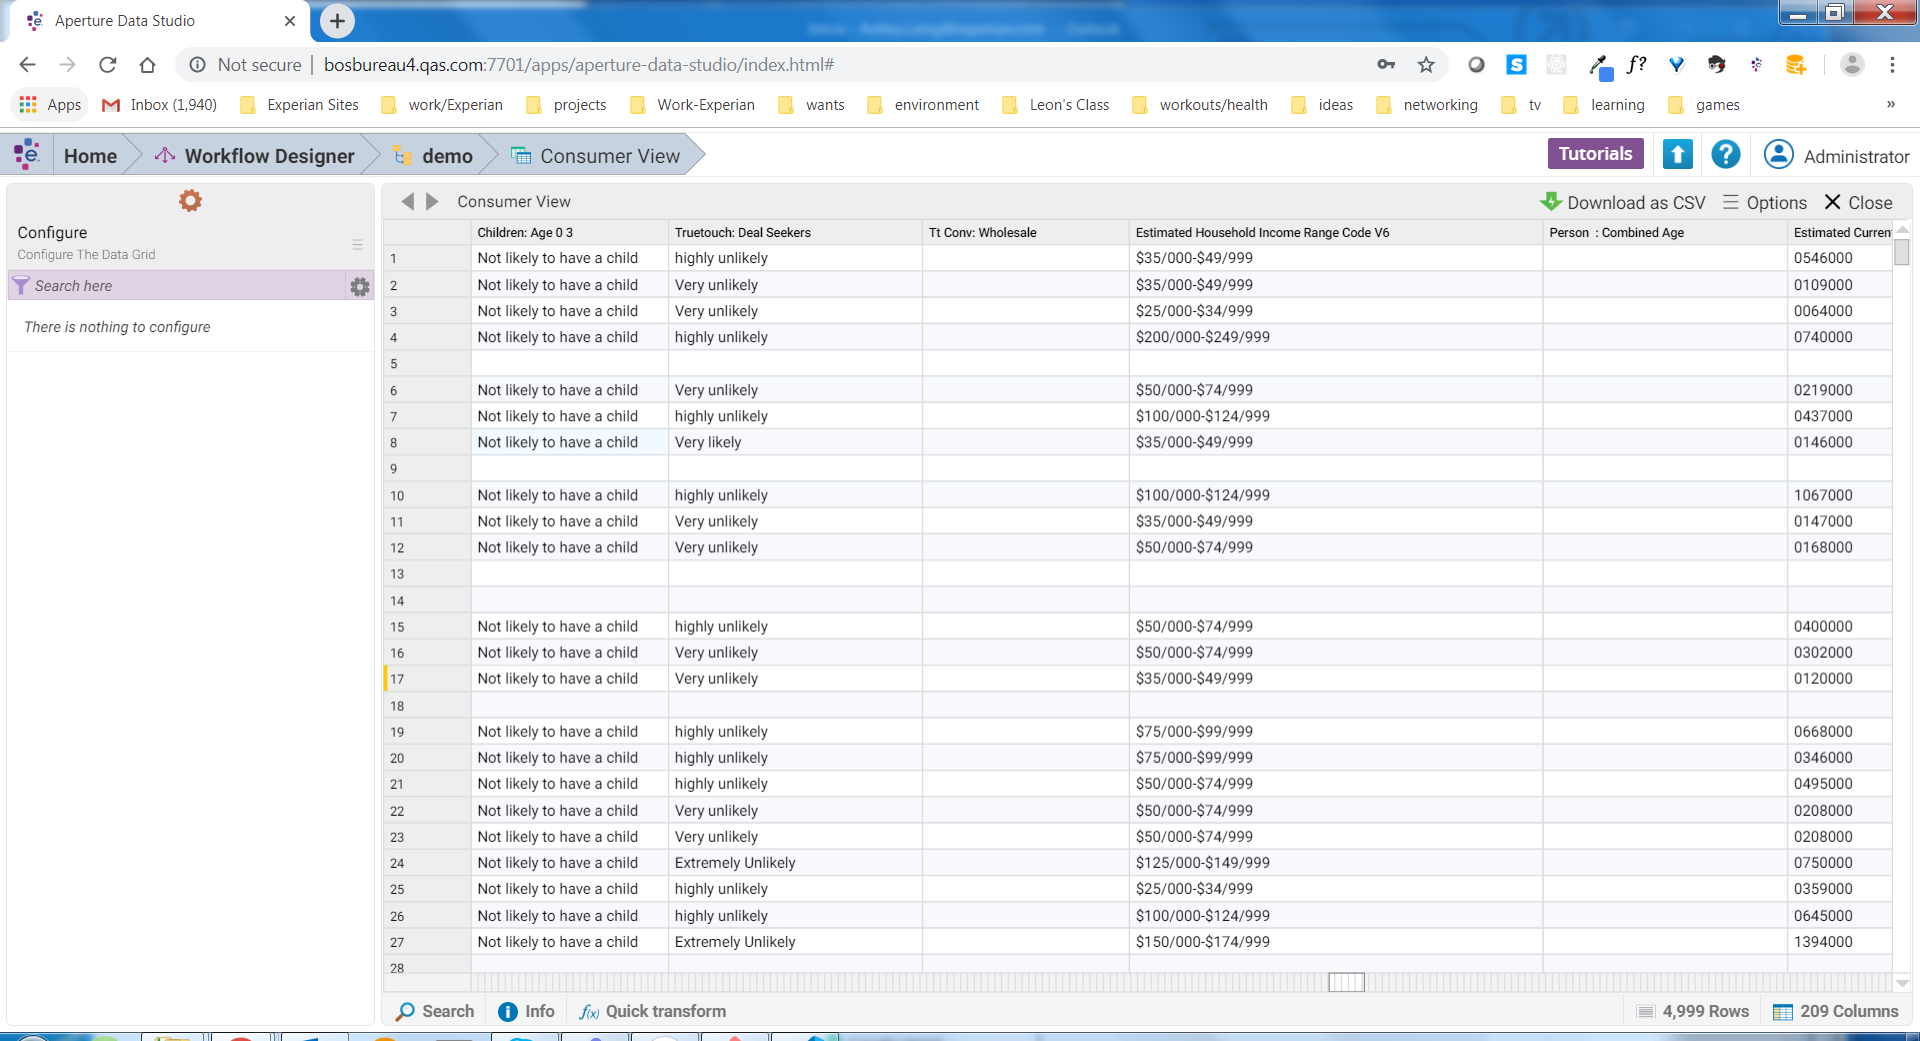 Aperture Data Studio
Not secure | bosbureau4.qas.com:7701/apps/aperture-data-studio/index.html#
Apps Inbox (1,940) Experian Sites work/Experian projects Work-Experian wants environment Leon's Class workouts/health ideas networking tv learning games »
Home Workflow Designer demo Consumer View Tutorials ? Administrator
Consumer View Download as CSV Options Close
Configure
Configure The Data Grid
Search here
There is nothing to configure
Children: Age 0 3 Truetouch: Deal Seekers Tt Conv: Wholesale Estimated Household Income Range Code V6 Person : Combined Age Estimated Curren
1 Not likely to have a child highly unlikely $35/000-$49/999 0546000
2 Not likely to have a child Very unlikely $35/000-$49/999 0109000
3 Not likely to have a child Very unlikely $25/000-$34/999 0064000
4 Not likely to have a child highly unlikely $200/000-$249/999 0740000
5
6 Not likely to have a child Very unlikely $50/000-$74/999 0219000
7 Not likely to have a child highly unlikely $100/000-$124/999 0437000
8 Not likely to have a child Very likely $35/000-$49/999 0146000
9
10 Not likely to have a child highly unlikely $100/000-$124/999 1067000
11 Not likely to have a child Very unlikely $35/000-$49/999 0147000
12 Not likely to have a child Very unlikely $50/000-$74/999 0168000
13
14
15 Not likely to have a child highly unlikely $50/000-$74/999 0400000
16 Not likely to have a child Very unlikely $50/000-$74/999 0302000
17 Not likely to have a child Very unlikely $35/000-$49/999 0120000
18
19 Not likely to have a child highly unlikely $75/000-$99/999 0668000
20 Not likely to have a child highly unlikely $75/000-$99/999 0346000
21 Not likely to have a child highly unlikely $50/000-$74/999 0495000
22 Not likely to have a child Very unlikely $50/000-$74/999 0208000
23 Not likely to have a child Very unlikely $50/000-$74/999 0208000
24 Not likely to have a child Extremely Unlikely $125/000-$149/999 0750000
25 Not likely to have a child highly unlikely $25/000-$34/999 0359000
26 Not likely to have a child highly unlikely $100/000-$124/999 0645000
27 Not likely to have a child Extremely Unlikely $150/000-$174/999 1394000
28
Search Info f(x) Quick transform 4,999 Rows 209 Columns